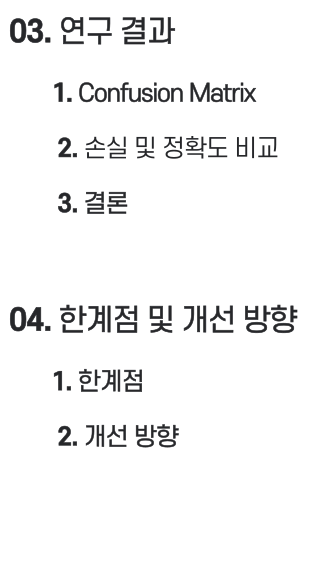 03. 연구 결과
1. Confusion Matrix
2. 손실 및 정확도 비교
3. 결론
04. 한계점 및 개선 방향
1. 한계점
2. 개선 방향